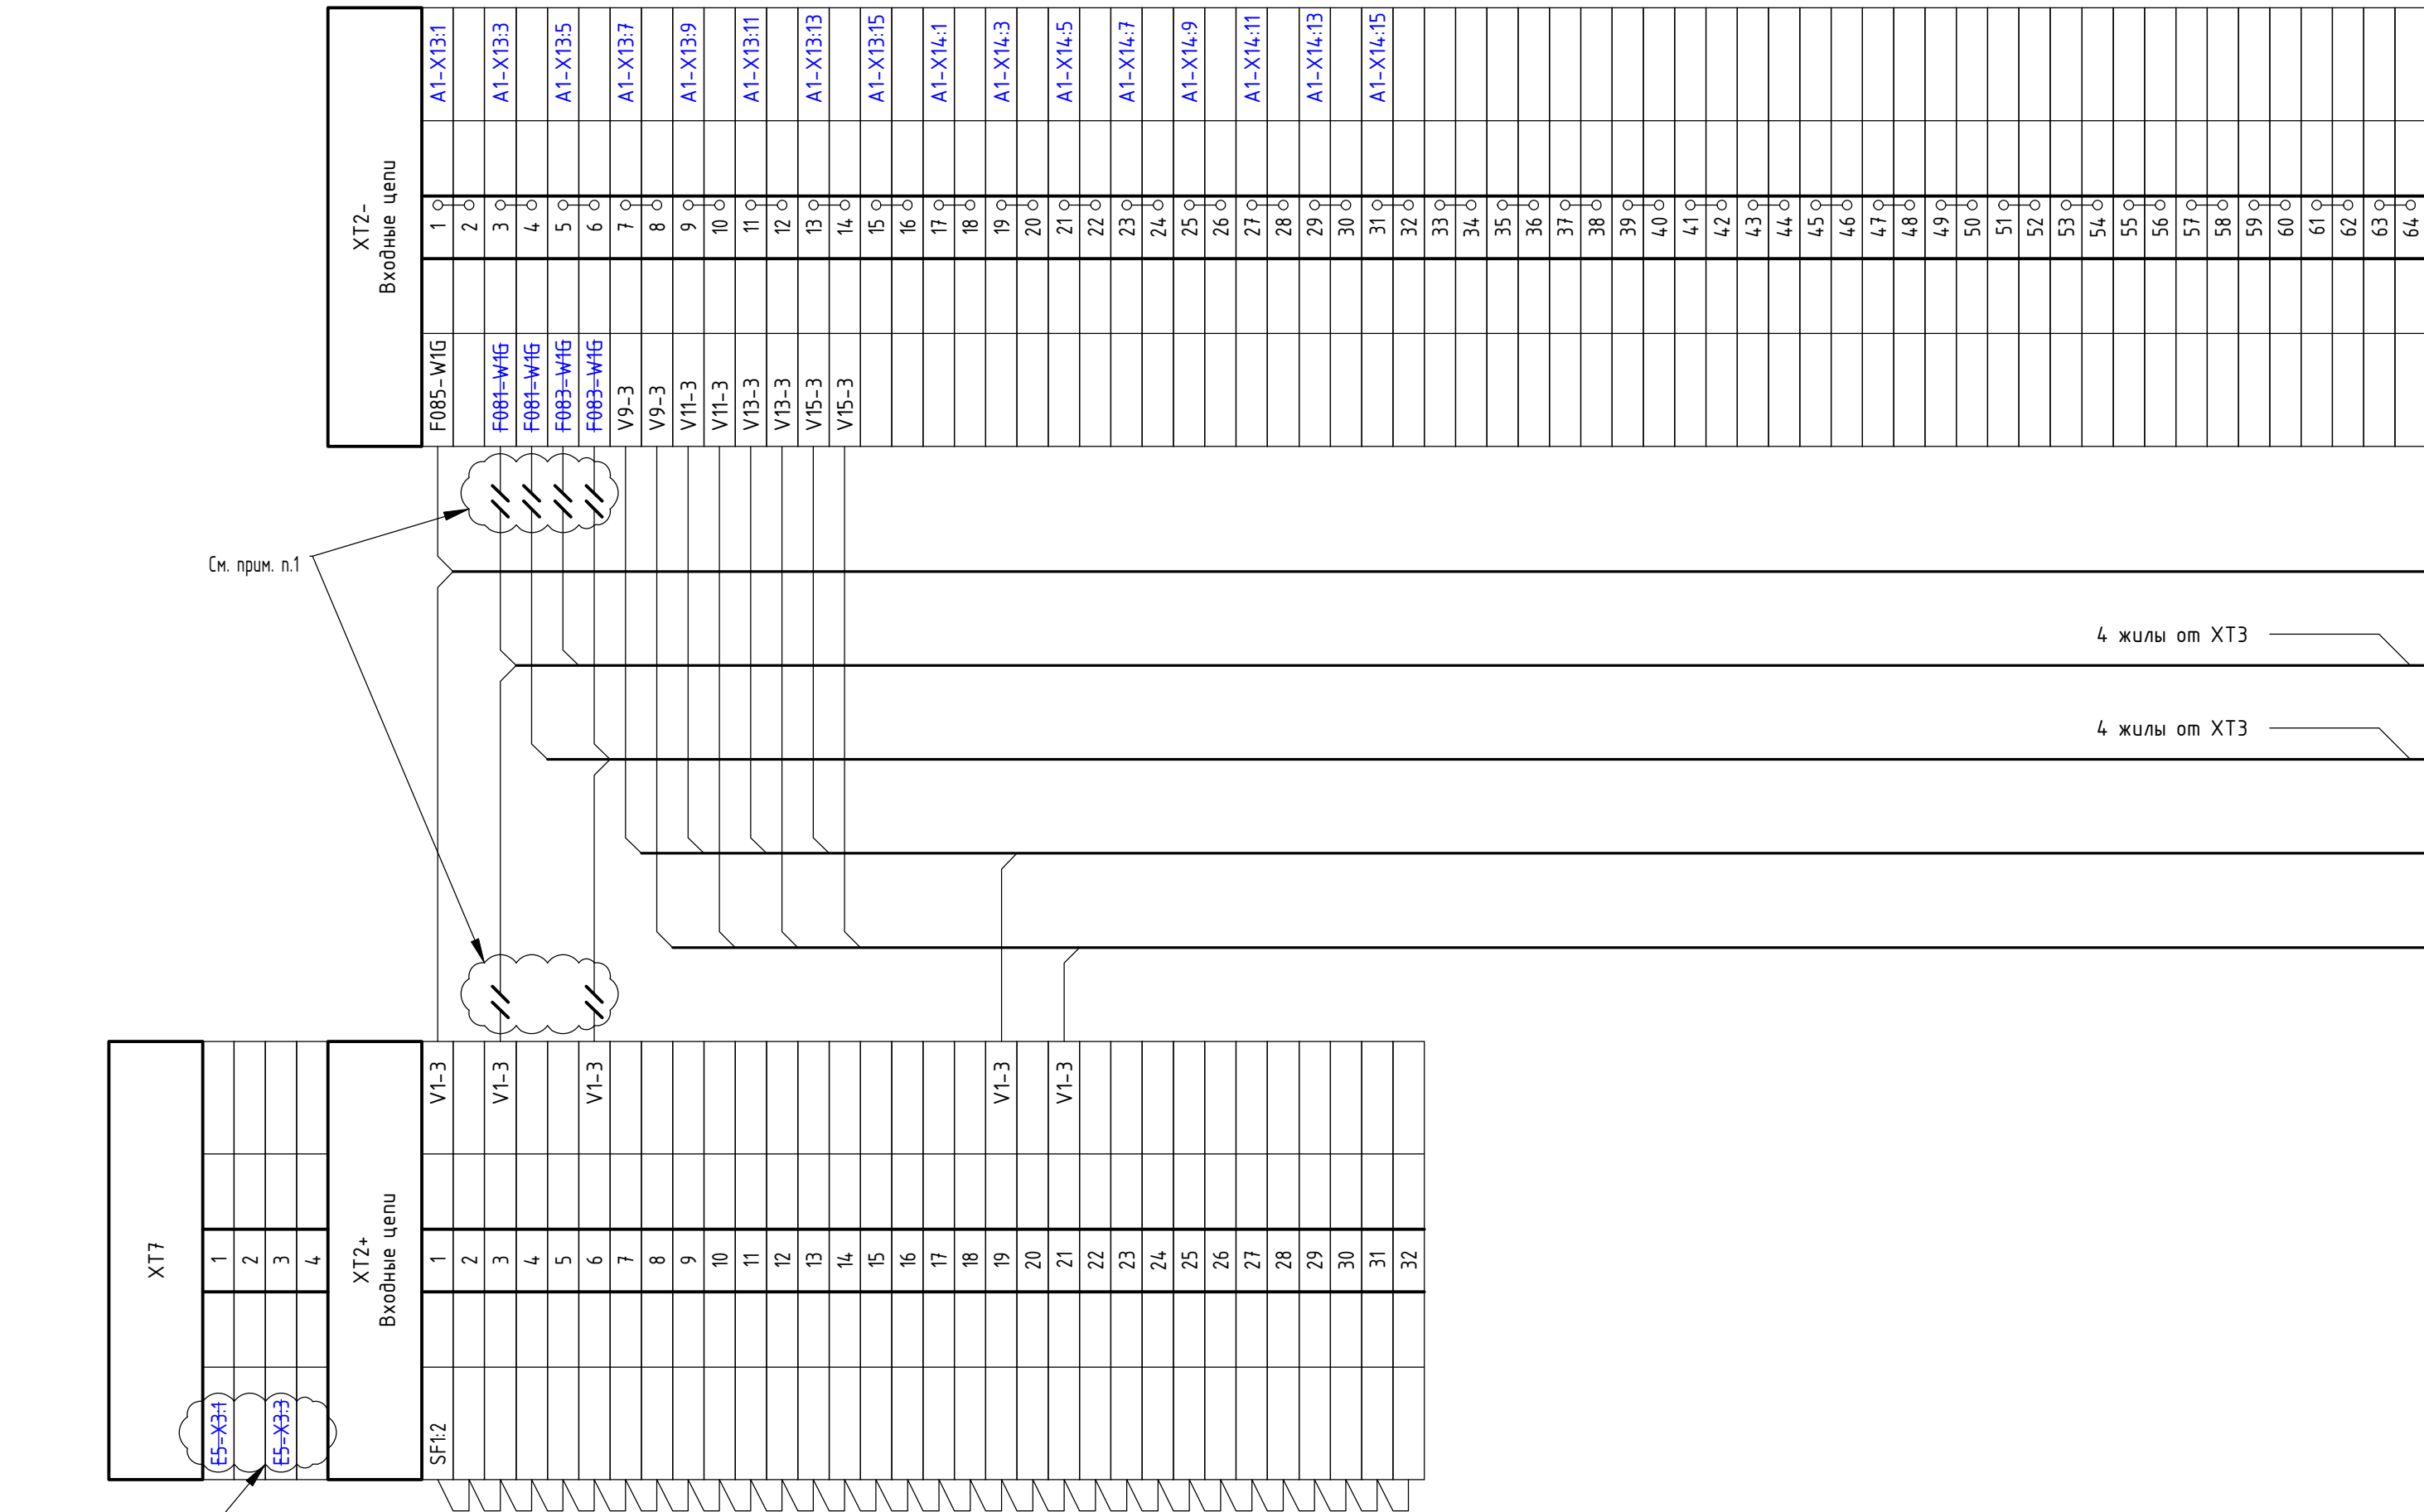 XT2-
Входные цепи
A1-X13:1
A1-X13:3
A1-X13:5
A1-X13:7
A1-X13:9
A1-X13:11
A1-X13:13
A1-X13:15
A1-X14:1
A1-X14:3
A1-X14:5
A1-X14:7
A1-X14:9
A1-X14:11
A1-X14:13
A1-X14:15
1
2
3
4
5
6
7
8
9
10
11
12
13
14
15
16
17
18
19
20
21
22
23
24
25
26
27
28
29
30
31
32
33
34
35
36
37
38
39
40
41
42
43
44
45
46
47
48
49
50
51
52
53
54
55
56
57
58
59
60
61
62
63
64
F085-W1G
F081-W1G
F081-W1G
F083-W1G
F083-W1G
V9-3
V9-3
V11-3
V11-3
V13-3
V13-3
V15-3
V15-3
См. прим. п.1
4 жилы от XT3
4 жилы от XT3
XT7
1
2
3
4
E5-X3:1
E5-X3:3
XT2+
Входные цепи
V1-3
V1-3
V1-3
V1-3
V1-3
1
2
3
4
5
6
7
8
9
10
11
12
13
14
15
16
17
18
19
20
21
22
23
24
25
26
27
28
29
30
31
32
SF1:2